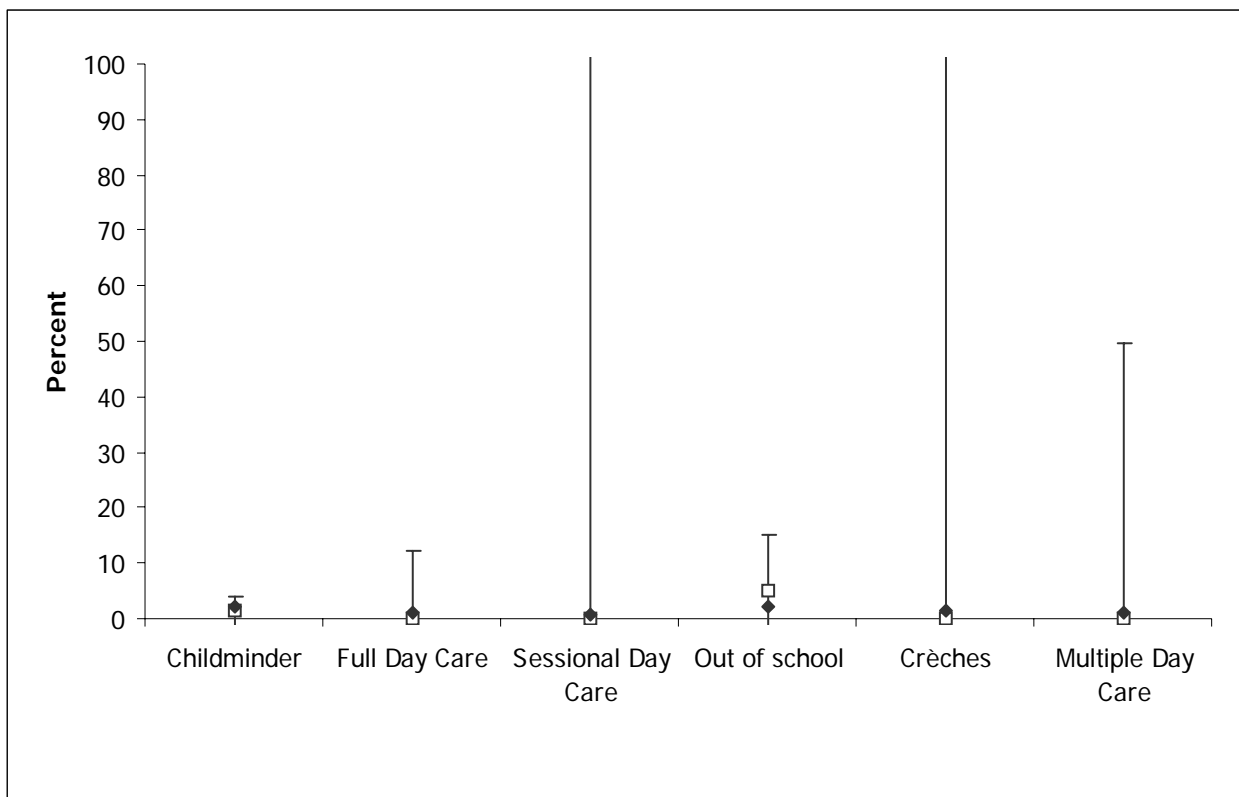 100
90
80
70
60
50
40
30
20
10
0
Percent
Childminder
Full Day Care
Sessional Day
Care
Out of school
Crèches
Multiple Day
Care